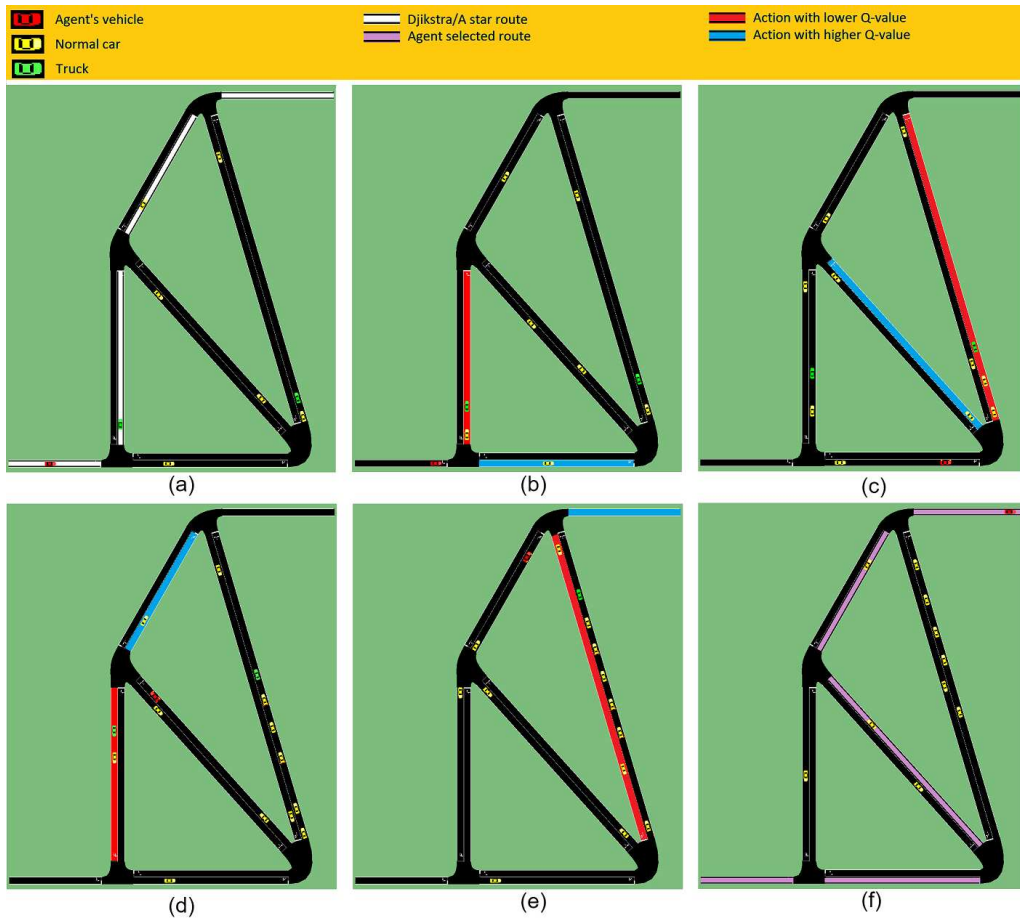 Agent's vehicle
Normal car
Truck
Djikstra/A star route
Agent selected route
Action with lower Q-value
Action with higher Q-value
(a)
(b)
(c)
(d)
(e)
(f)